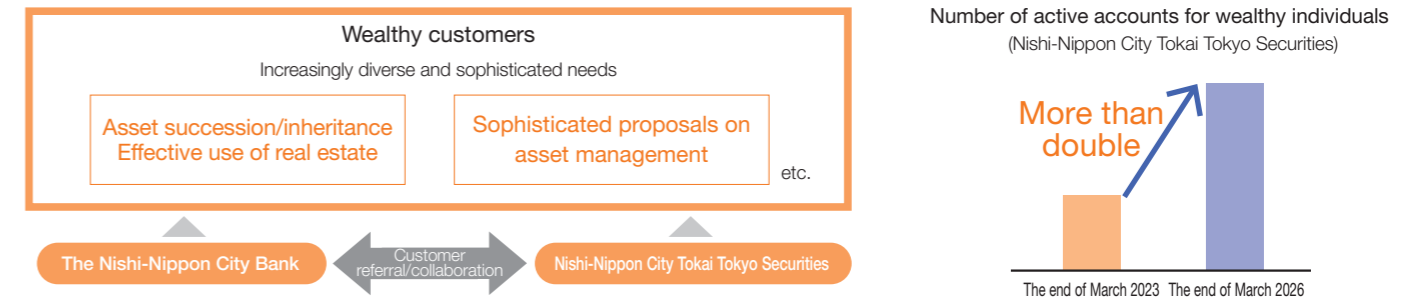 Wealthy customers
Increasingly diverse and sophisticated needs
Asset succession/inheritance
Effective use of real estate
Sophisticated proposals on
asset management
etc.
The Nishi-Nippon City Bank
Customer
referral/collaboration
Nishi-Nippon City Tokai Tokyo Securities
Number of active accounts for wealthy individuals
(Nishi-Nippon City Tokai Tokyo Securities)
More than
double
The end of March 2023
The end of March 2026